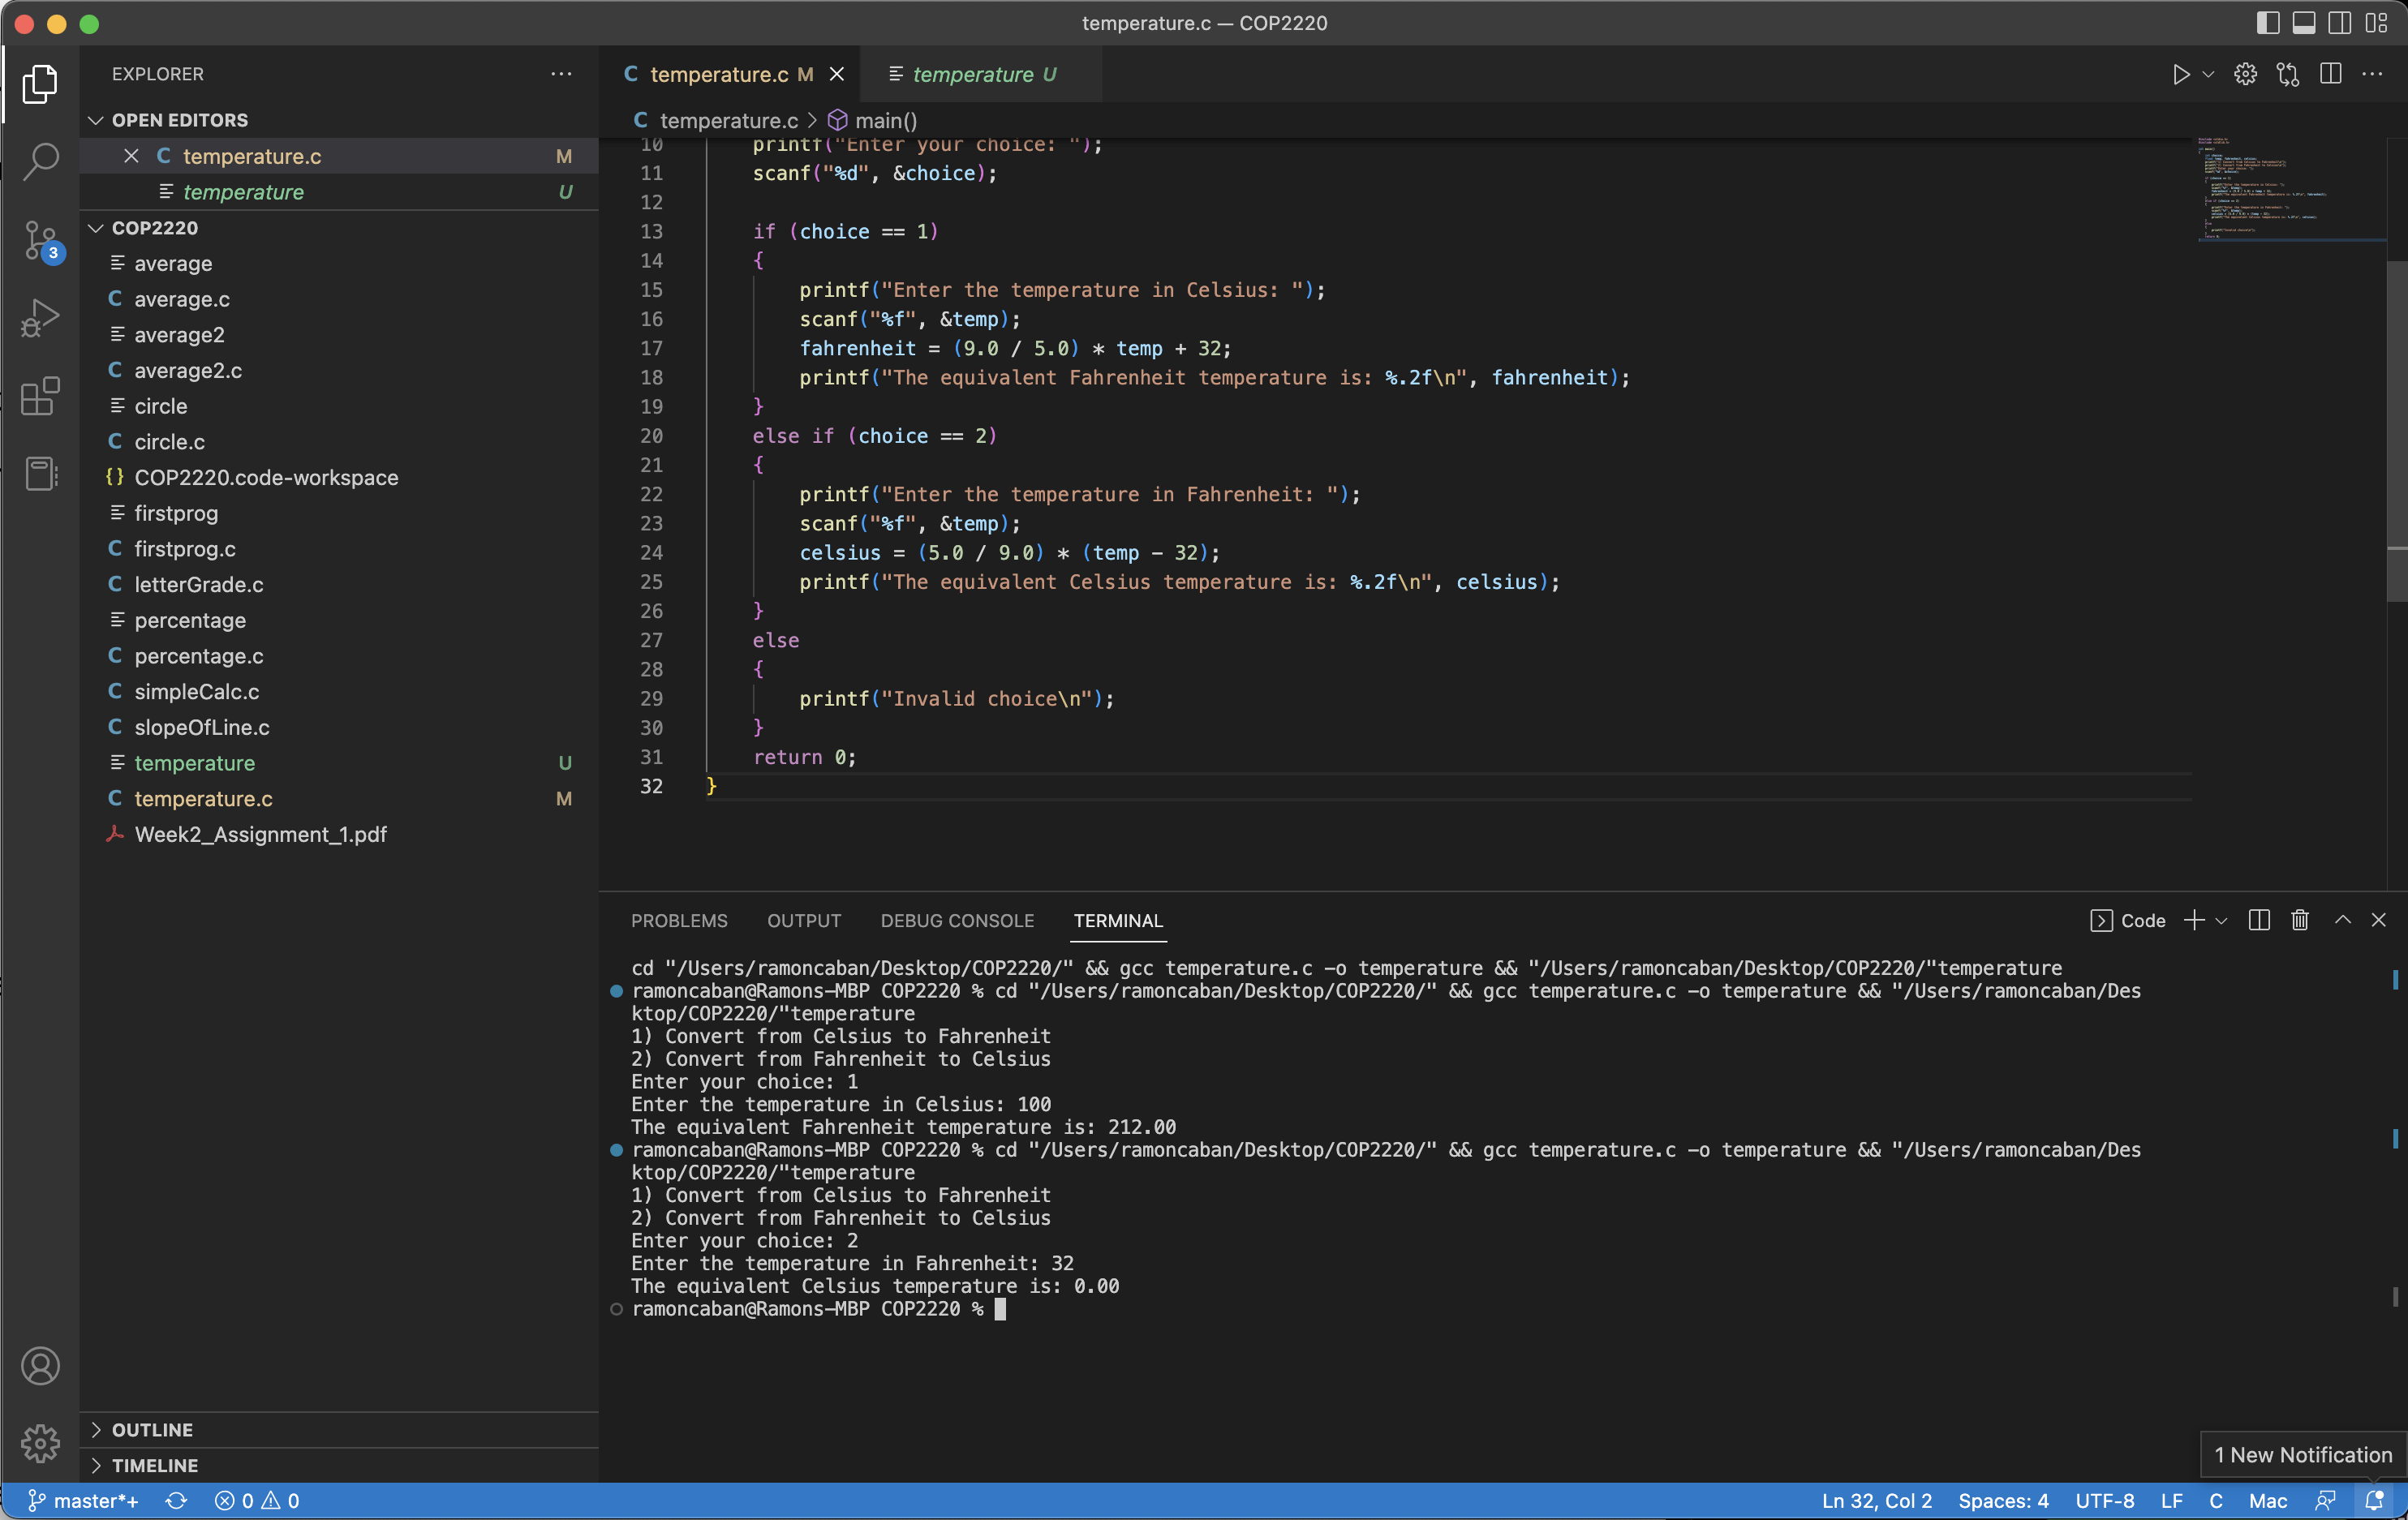 temperature.c — COP2220
EXPLORER
OPEN EDITORS
temperature.c M
temperature U
COP2220
average
average.c
average2
average2.c
circle
circle.c
COP2220.code-workspace
firstprog
firstprog.c
letterGrade.c
percentage
percentage.c
simpleCalc.c
slopeOfLine.c
temperature U
temperature.c M
Week2_Assignment_1.pdf
OUTLINE
TIMELINE
3
temperature.c M
temperature U
temperature.c > main()
10 printf("Enter your choice: ");
11 scanf("%d", &choice);
12
13 if (choice == 1)
14 {
15 printf("Enter the temperature in Celsius: ");
16 scanf("%f", &temp);
17 fahrenheit = (9.0 / 5.0) * temp + 32;
18 printf("The equivalent Fahrenheit temperature is: %.2f\n", fahrenheit);
19 }
20 else if (choice == 2)
21 {
22 printf("Enter the temperature in Fahrenheit: ");
23 scanf("%f", &temp);
24 celsius = (5.0 / 9.0) * (temp - 32);
25 printf("The equivalent Celsius temperature is: %.2f\n", celsius);
26 }
27 else
28 {
29 printf("Invalid choice\n");
30 }
31 return 0;
32 }
PROBLEMS OUTPUT DEBUG CONSOLE TERMINAL
Code
cd "/Users/ramoncaban/Desktop/COP2220/" && gcc temperature.c -o temperature && "/Users/ramoncaban/Desktop/COP2220/"temperature
ramoncaban@Ramons-MBP COP2220 % cd "/Users/ramoncaban/Desktop/COP2220/" && gcc temperature.c -o temperature && "/Users/ramoncaban/Des
ktop/COP2220/"temperature
1) Convert from Celsius to Fahrenheit
2) Convert from Fahrenheit to Celsius
Enter your choice: 1
Enter the temperature in Celsius: 100
The equivalent Fahrenheit temperature is: 212.00
ramoncaban@Ramons-MBP COP2220 % cd "/Users/ramoncaban/Desktop/COP2220/" && gcc temperature.c -o temperature && "/Users/ramoncaban/Des
ktop/COP2220/"temperature
1) Convert from Celsius to Fahrenheit
2) Convert from Fahrenheit to Celsius
Enter your choice: 2
Enter the temperature in Fahrenheit: 32
The equivalent Celsius temperature is: 0.00
ramoncaban@Ramons-MBP COP2220 %
1 New Notification
master*+ 0 0
Ln 32, Col 2 Spaces: 4 UTF-8 LF C Mac